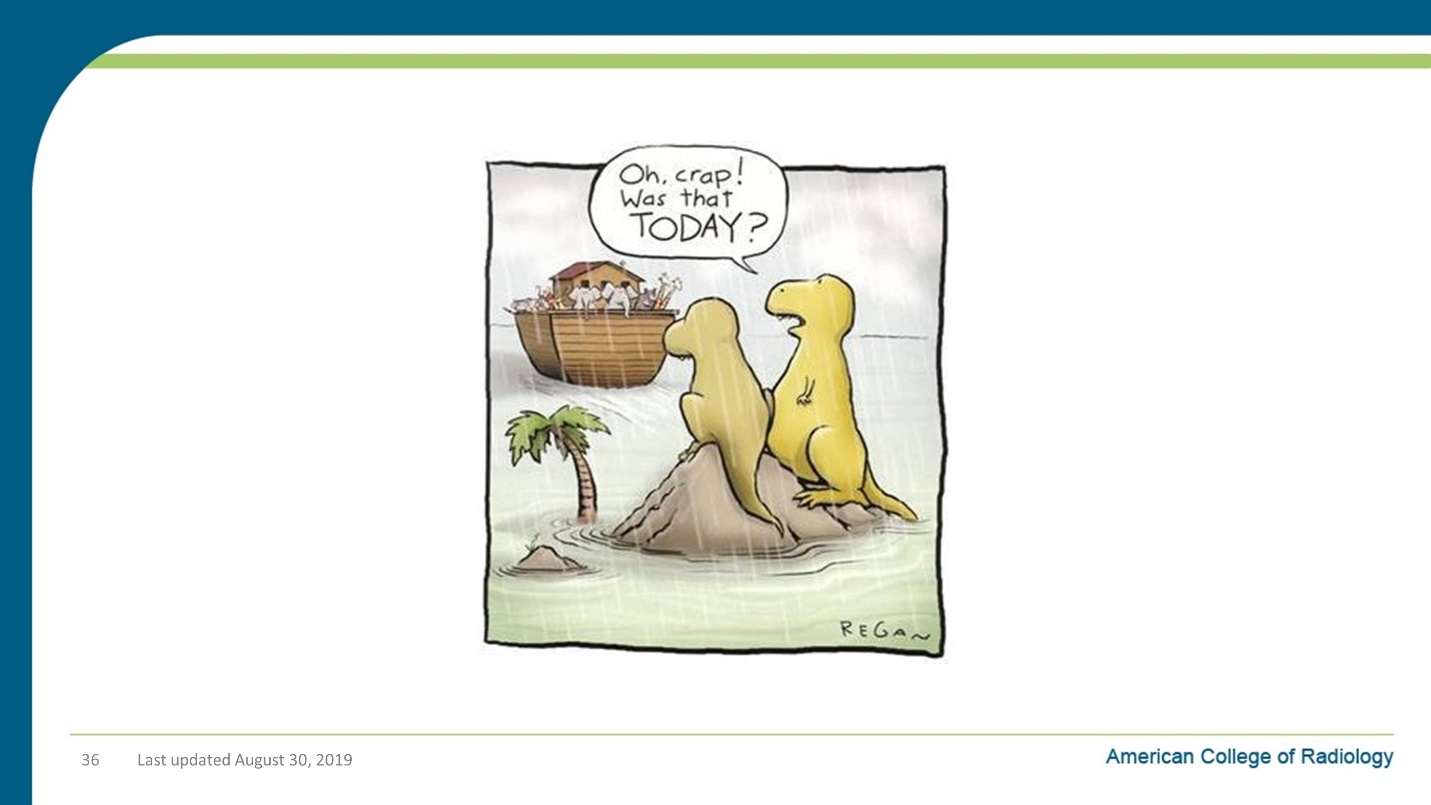 Oh, crap!
Was that
TODAY?
REGAN
36 Last updated August 30, 2019
American College of Radiology